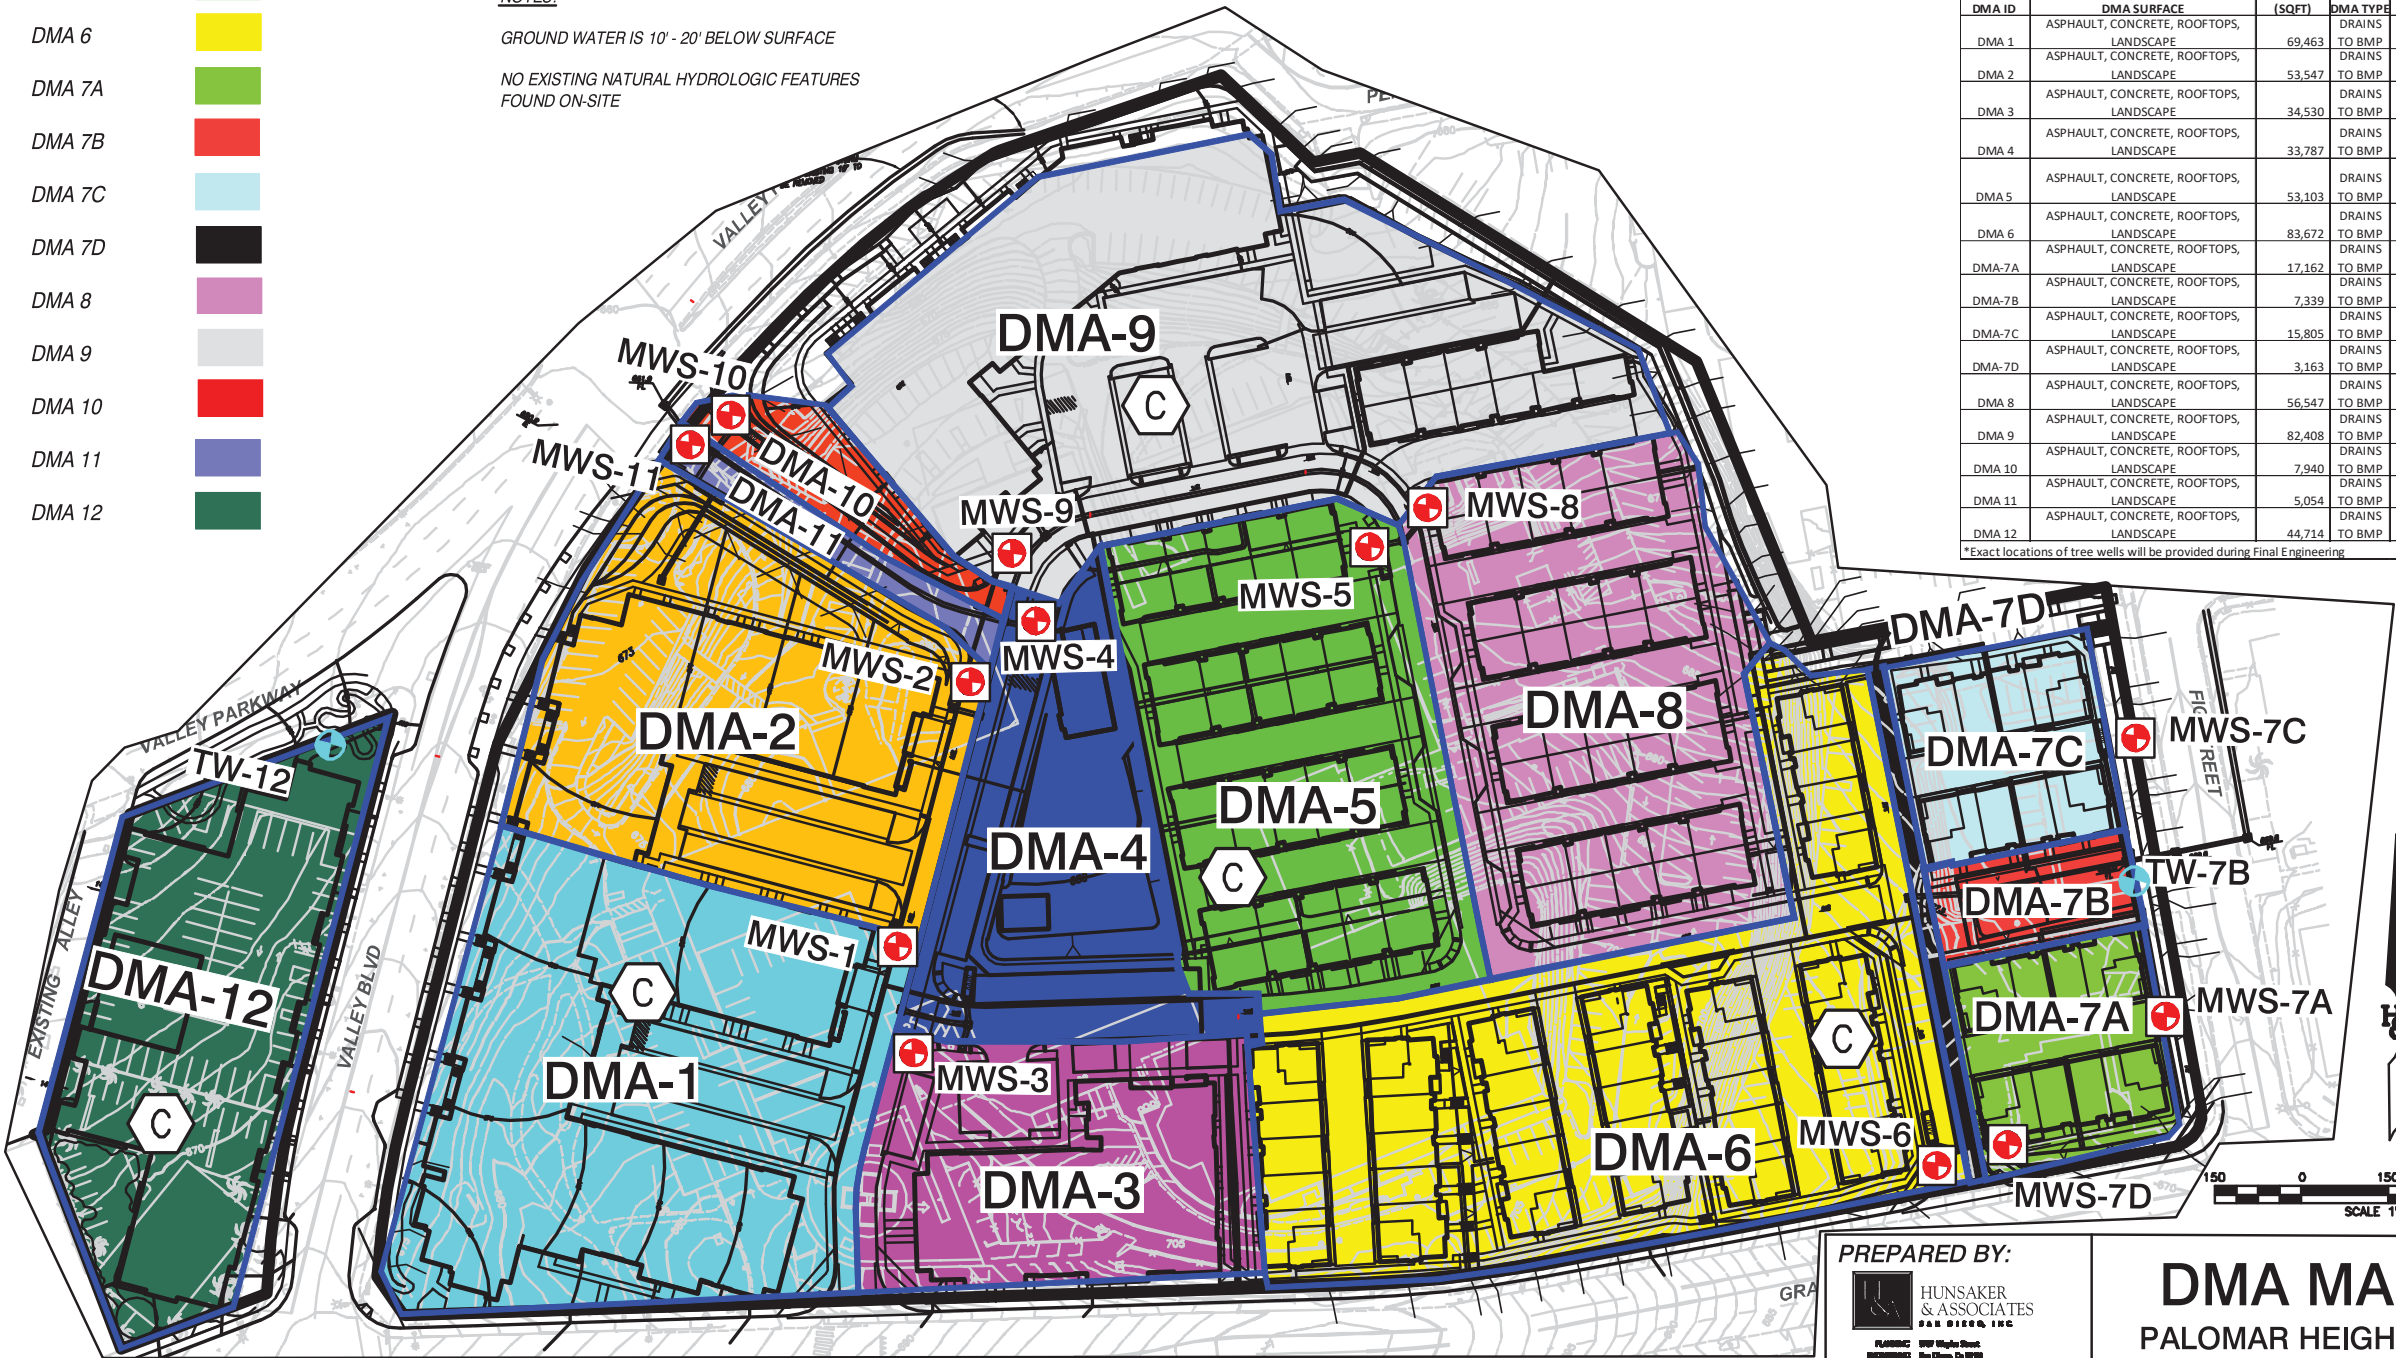 NOTES:
GROUND WATER IS 10' - 20' BELOW SURFACE
NO EXISTING NATURAL HYDROLOGIC FEATURES
FOUND ON-SITE
DMA 6
DMA 7A
DMA 7B
DMA 7C
DMA 7D
DMA 8
DMA 9
DMA 10
DMA 11
DMA 12
DMA ID DMA SURFACE (SQFT) DMA TYPE
ASPHAULT, CONCRETE, ROOFTOPS, DRAINS
DMA 1 LANDSCAPE 69,463 TO BMP
ASPHAULT, CONCRETE, ROOFTOPS, DRAINS
DMA 2 LANDSCAPE 53,547 TO BMP
ASPHAULT, CONCRETE, ROOFTOPS, DRAINS
DMA 3 LANDSCAPE 34,530 TO BMP
ASPHAULT, CONCRETE, ROOFTOPS, DRAINS
DMA 4 LANDSCAPE 33,787 TO BMP
ASPHAULT, CONCRETE, ROOFTOPS, DRAINS
DMA 5 LANDSCAPE 53,103 TO BMP
ASPHAULT, CONCRETE, ROOFTOPS, DRAINS
DMA 6 LANDSCAPE 83,672 TO BMP
ASPHAULT, CONCRETE, ROOFTOPS, DRAINS
DMA-7A LANDSCAPE 17,162 TO BMP
ASPHAULT, CONCRETE, ROOFTOPS, DRAINS
DMA-7B LANDSCAPE 7,339 TO BMP
ASPHAULT, CONCRETE, ROOFTOPS, DRAINS
DMA-7C LANDSCAPE 15,805 TO BMP
ASPHAULT, CONCRETE, ROOFTOPS, DRAINS
DMA-7D LANDSCAPE 3,163 TO BMP
ASPHAULT, CONCRETE, ROOFTOPS, DRAINS
DMA 8 LANDSCAPE 56,547 TO BMP
ASPHAULT, CONCRETE, ROOFTOPS, DRAINS
DMA 9 LANDSCAPE 82,408 TO BMP
ASPHAULT, CONCRETE, ROOFTOPS, DRAINS
DMA 10 LANDSCAPE 7,940 TO BMP
ASPHAULT, CONCRETE, ROOFTOPS, DRAINS
DMA 11 LANDSCAPE 5,054 TO BMP
ASPHAULT, CONCRETE, ROOFTOPS, DRAINS
DMA 12 LANDSCAPE 44,714 TO BMP
*Exact locations of tree wells will be provided during Final Engineering
VALLEY
DMA-9
C
MWS-10
MWS-11
DMA-10
DMA-11
MWS-9
MWS-8
MWS-5
MWS-4
MWS-2
673
DMA-2
DMA-8
DMA-7D
DMA-7C
MWS-7C
VALLEY PARKWAY
TW-12
DMA-5
C
DMA-4
TW-7B
DMA-7B
MWS-1
C
EXISTING ALLEY
DMA-12
C
VALLEY BLVD
DMA-1
MWS-3
DMA-3
705
DMA-6
C
MWS-6
DMA-7A
MWS-7A
MWS-7D
670
150 0 150
SCALE 1"
PREPARED BY:
HUNSAKER
& ASSOCIATES
SAN DIEGO, INC
DMA MA
PALOMAR HEIGH